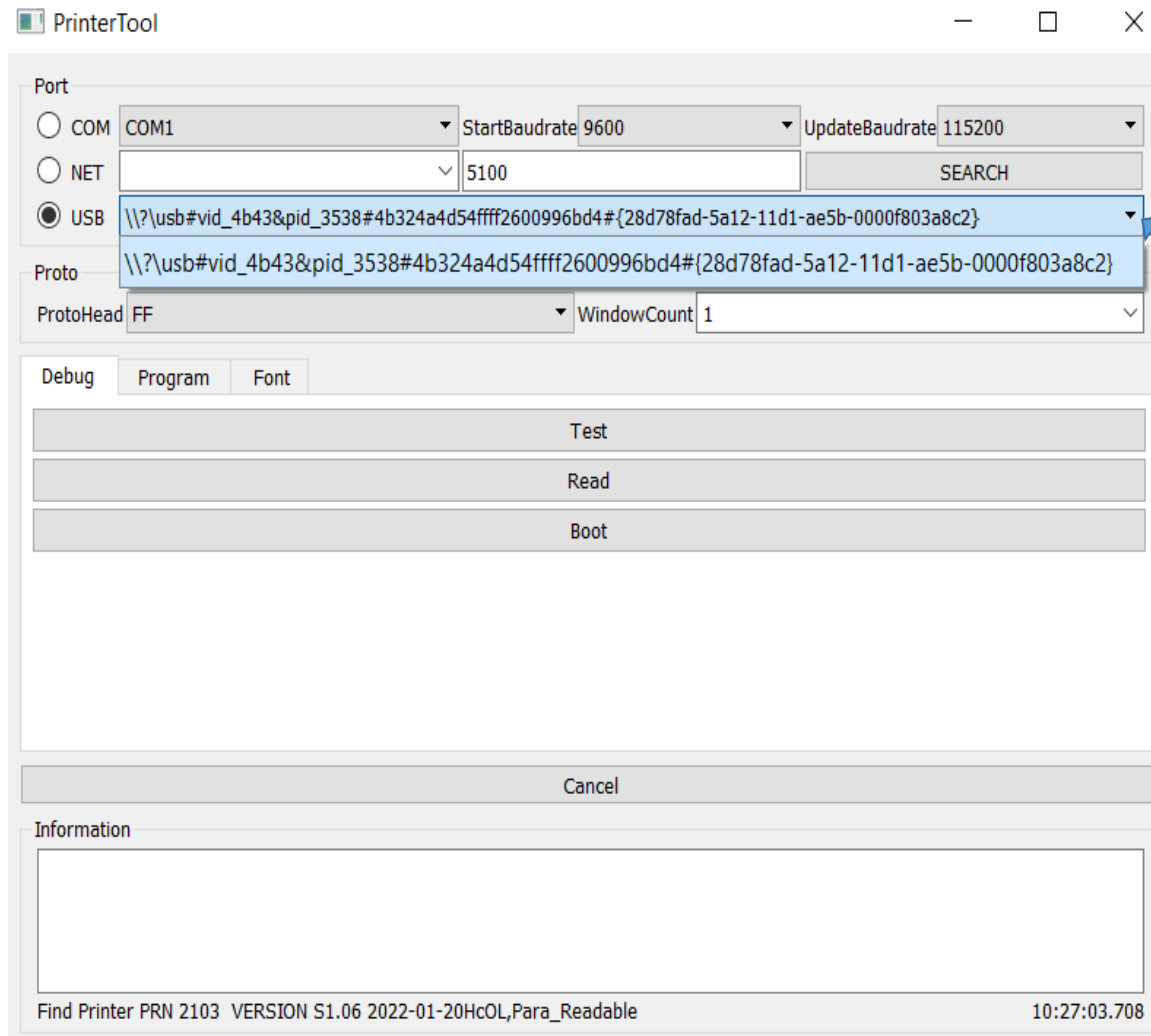 PrinterTool
Port
COM COM1 StartBaudrate 9600 UpdateBaudrate 115200
NET 5100 SEARCH
USB \\?\usb#vid_4b43&pid_3538#4b324a4d54ffff2600996bd4#{28d78fad-5a12-11d1-ae5b-0000f803a8c2}
\\?\usb#vid_4b43&pid_3538#4b324a4d54ffff2600996bd4#{28d78fad-5a12-11d1-ae5b-0000f803a8c2}
Proto
ProtoHead FF WindowCount 1
Debug Program Font
Test
Read
Boot
Cancel
Information
Find Printer PRN 2103 VERSION S1.06 2022-01-20HcOL,Para_Readable 10:27:03.708